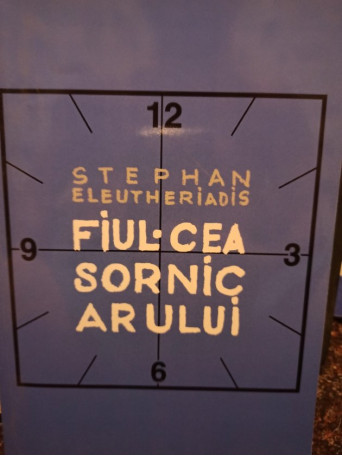 12
STEPHAN
ELEUTHERIADIS
FiUL·CEA
9
3
SORNiC
ARULUi
6